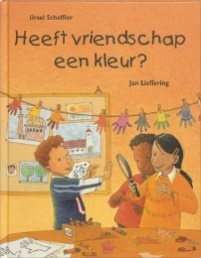 Ursel Scheffler
Heeft vriendschap
een kleur?
Jan Lieffering